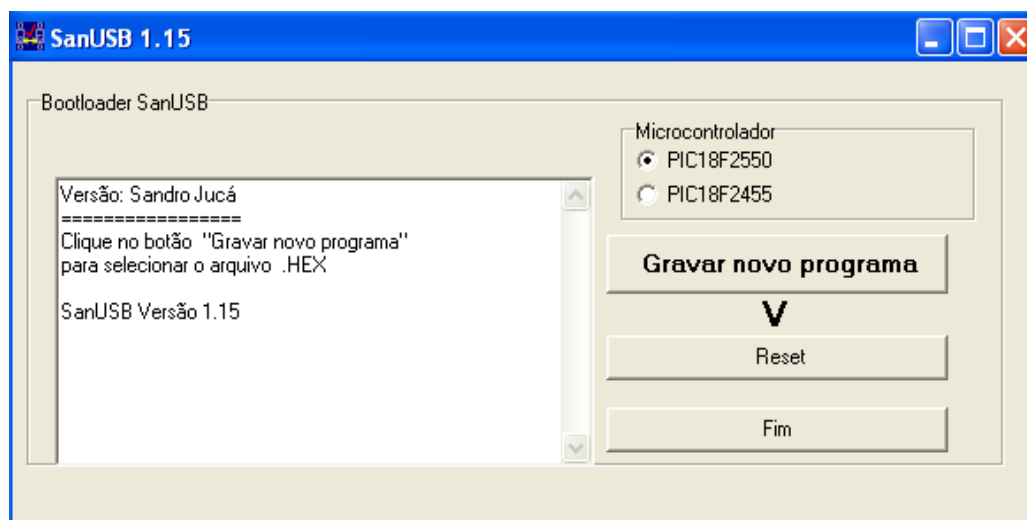 SanUSB 1.15
Bootloader SanUSB
Versão: Sandro Jucá
=================
Clique no botão  "Gravar novo programa"
para selecionar o arquivo  .HEX
SanUSB Versão 1.15
Microcontrolador
PIC18F2550
PIC18F2455
Gravar novo programa
V
Reset
Fim